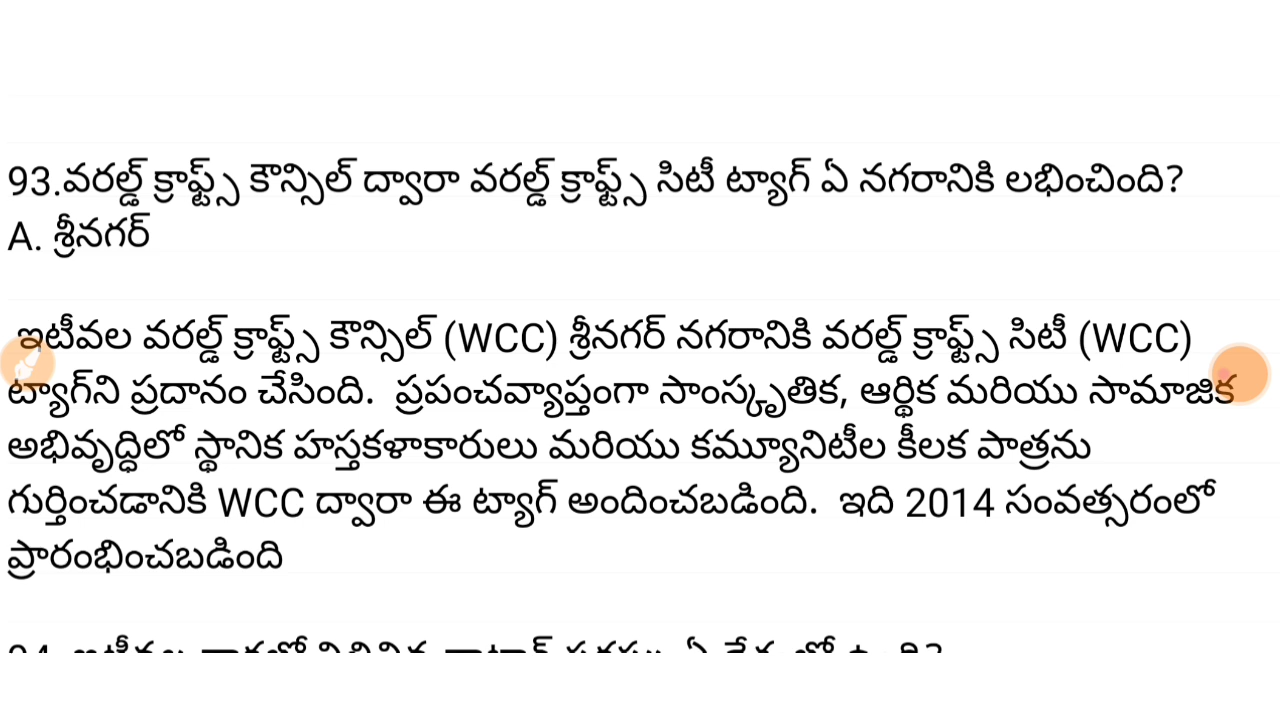 93.వరల్డ్ క్రాఫ్ట్స్ కౌన్సిల్ ద్వారా వరల్డ్ క్రాఫ్ట్స్ సిటీ ట్యాగ్ ఏ నగరానికి లభించింది?
A. శ్రీనగర్
ఇటీవల వరల్డ్ క్రాఫ్ట్స్ కౌన్సిల్ (WCC) శ్రీనగర్ నగరానికి వరల్డ్ క్రాఫ్ట్స్ సిటీ (WCC)
ట్యాగ్‌ని ప్రదానం చేసింది. ప్రపంచవ్యాప్తంగా సాంస్కృతిక, ఆర్థిక మరియు సామాజిక
అభివృద్ధిలో స్థానిక హస్తకళాకారులు మరియు కమ్యూనిటీల కీలక పాత్రను
గుర్తించడానికి WCC ద్వారా ఈ ట్యాగ్ అందించబడింది. ఇది 2014 సంవత్సరంలో
ప్రారంభించబడింది